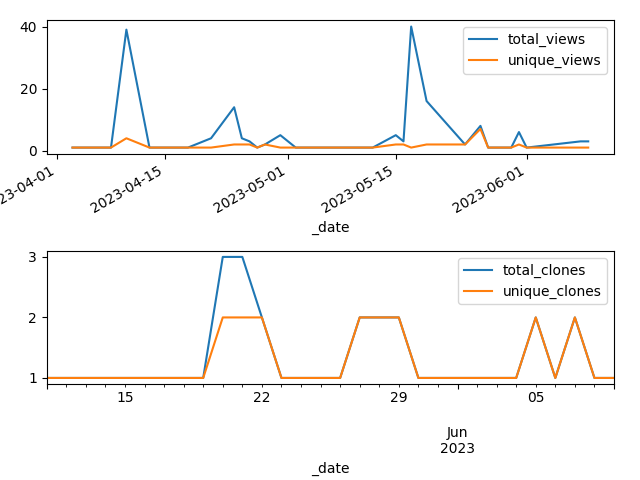 40
20
0
total_views
unique_views
2023-04-01
2023-04-15
2023-05-01
2023-05-15
2023-06-01
_date
3
2
1
total_clones
unique_clones
15
22
29
05
Jun
2023
_date